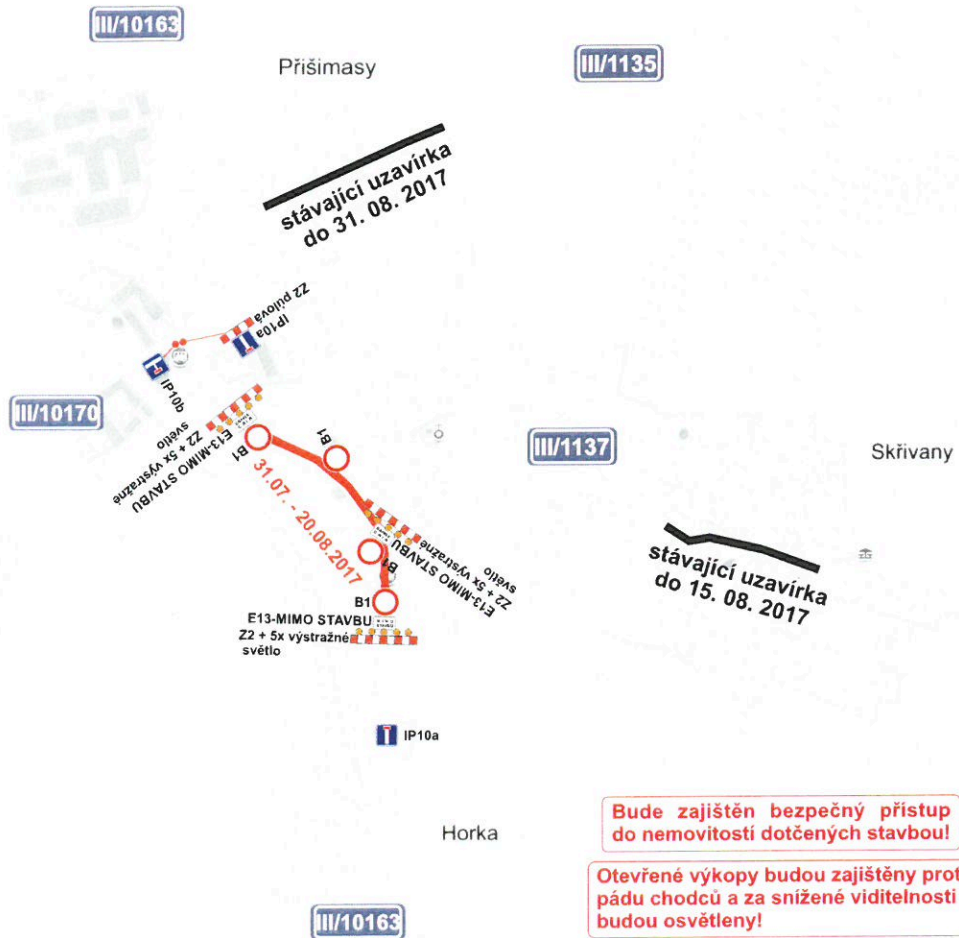 III/10163
Přišimasy
III/1135
stávající uzavírka
do 31. 08. 2017
Z2 půlová
IP10a
IP10b
III/10170
Z2 + 5x výstražné
světlo
E13-MIMO STAVBU
B1
B1
31.07. - 20.08.2017
III/1137
Skřivany
B1
E13-MIMO STAVBU
Z2 + 5x výstražné
světlo
stávající uzavírka
do 15. 08. 2017
B1
E13-MIMO STAVBU
Z2 + 5x výstražné
světlo
IP10a
Horka
Bude zajištěn bezpečný přístup
do nemovitostí dotčených stavbou!
Otevřené výkopy budou zajištěny prot
pádu chodců a za snížené viditelnosti
budou osvětleny!
III/10163